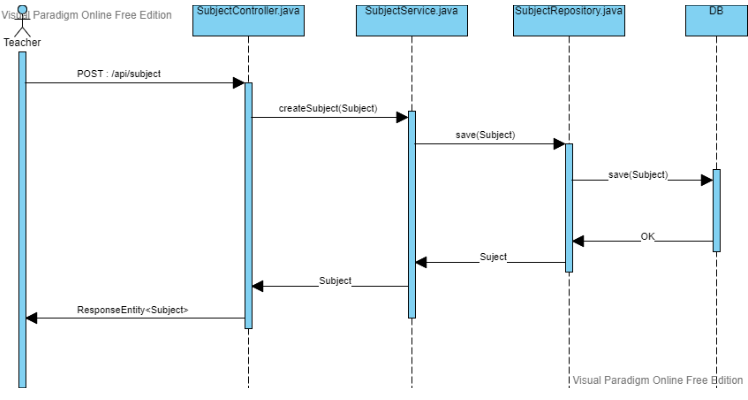 Visual Paradigm Online Free Edition
Teacher
SubjectController.java
SubjectService.java
SubjectRepository.java
DB
POST : /api/subject
createSubject(Subject)
save(Subject)
save(Subject)
OK
Suject
Subject
ResponseEntity<Subject>
Visual Paradigm Online Free Edition